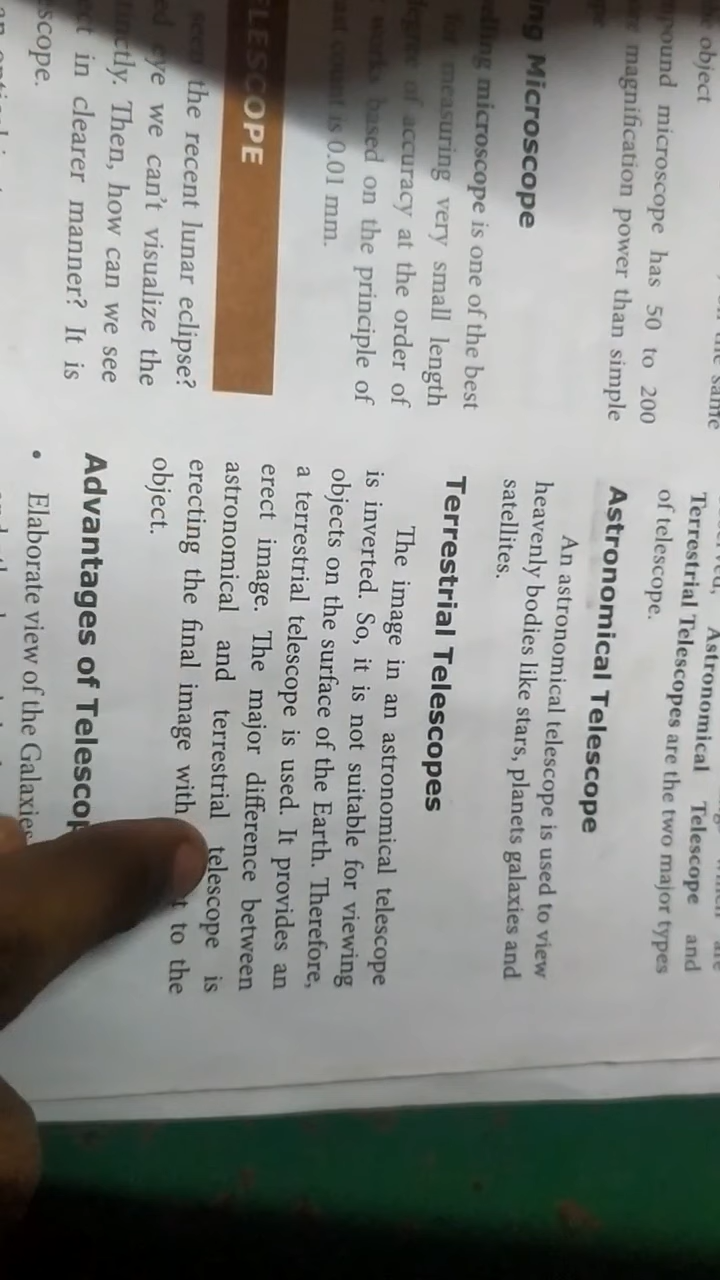 object
pound microscope has 50 to 200
magnification power than simple
ing Microscope
elling microscope is one of the best
for measuring very small length
degree of accuracy at the order of
works based on the principle of
count is 0.01 mm.
LESCOPE
seen the recent lunar eclipse?
ed eye we can't visualize the
tinctly. Then, how can we see
ect in clearer manner? It is
scope.
Astronomical Telescope and
Terrestrial Telescopes are the two major types
of telescope.
Astronomical Telescope
An astronomical telescope is used to view
heavenly bodies like stars, planets galaxies and
satellites.
Terrestrial Telescopes
The image in an astronomical telescope
is inverted. So, it is not suitable for viewing
objects on the surface of the Earth. Therefore,
a terrestrial telescope is used. It provides an
erect image. The major difference between
astronomical and terrestrial telescope is
erecting the final image with t to the
object.
Advantages of Telescop
• Elaborate view of the Galaxies